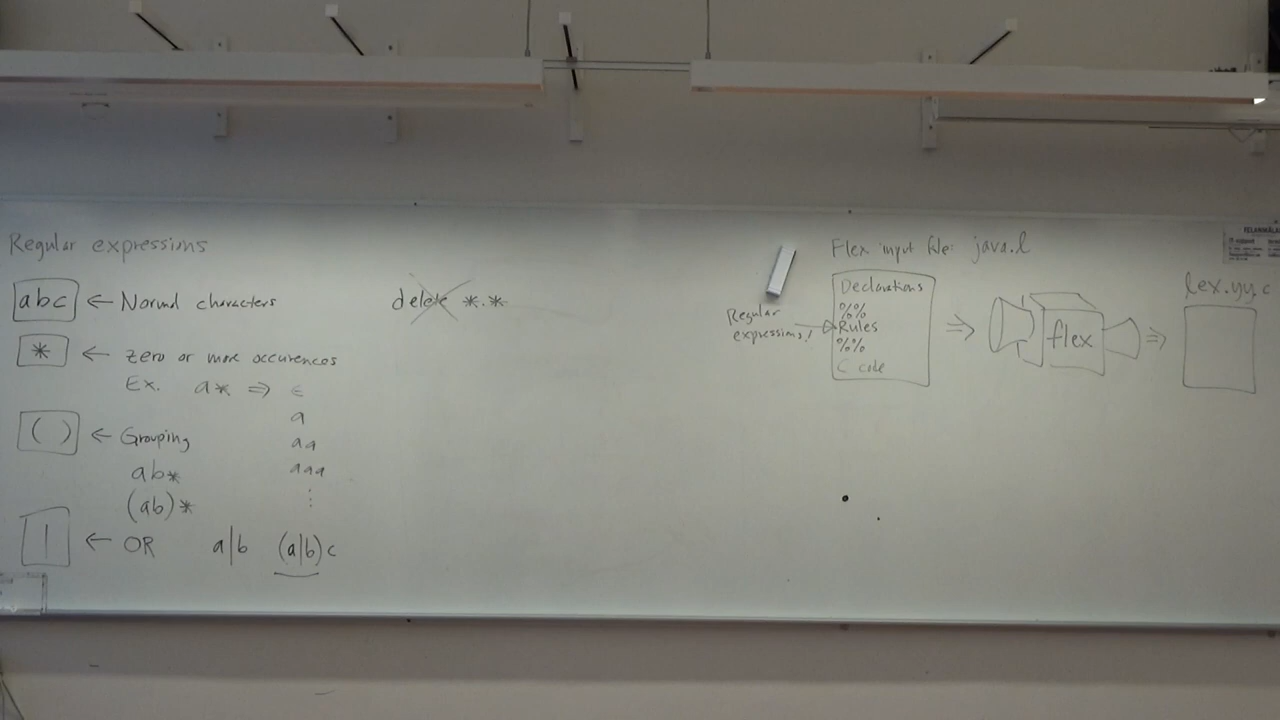 Regular expressions
abc ← Normal characters
* ← zero or more occurences
Ex. a* ⇒ ε
a
aa
aaa
⋮
( ) ← Grouping
ab*
(ab)*
| ← OR a|b (a|b)c
delete *.*
Flex input file: java.l
Declarations
%%
Rules
%%
C code
Regular
expressions!
⇒ flex ⇒
lex.yy.c
FELANMÄLA